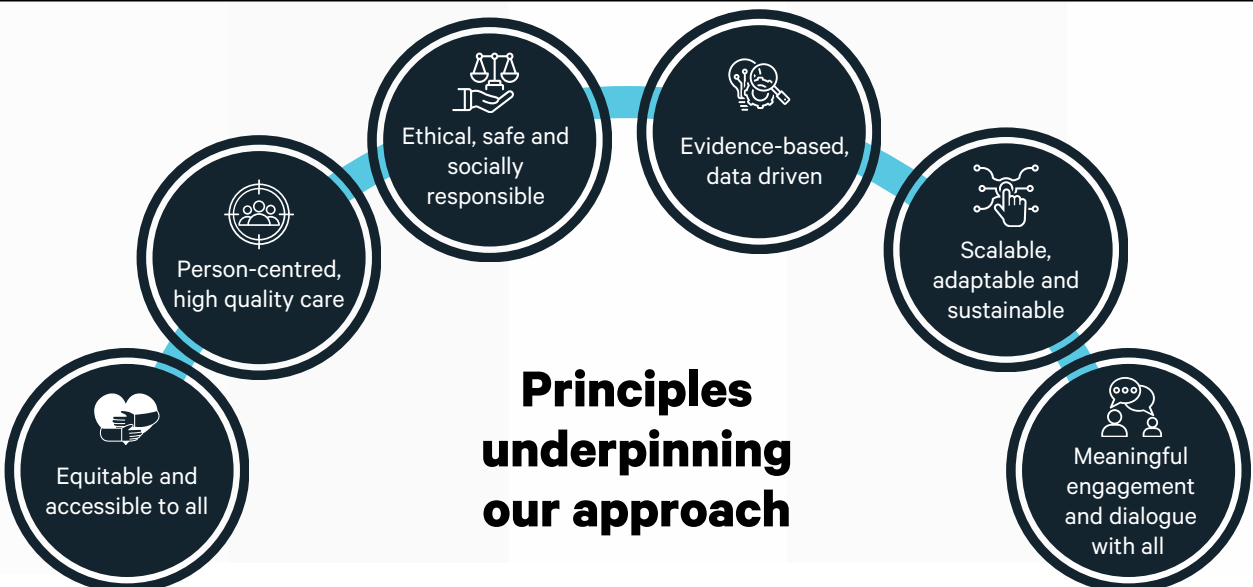 Equitable and
accessible to all
Person-centred,
high quality care
Ethical, safe and
socially
responsible
Evidence-based,
data driven
Scalable,
adaptable and
sustainable
Meaningful
engagement
and dialogue
with all
Principles
underpinning
our approach